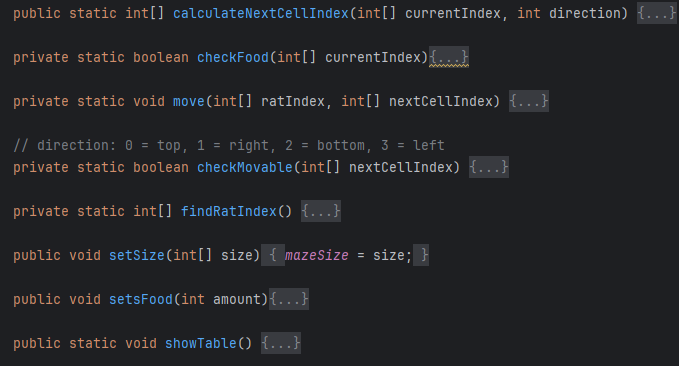 public static int[] calculateNextCellIndex(int[] currentIndex, int direction) {...}
private static boolean checkFood(int[] currentIndex){...}
private static void move(int[] ratIndex, int[] nextCellIndex) {...}
// direction: 0 = top, 1 = right, 2 = bottom, 3 = left
private static boolean checkMovable(int[] nextCellIndex) {...}
private static int[] findRatIndex() {...}
public void setSize(int[] size) { mazeSize = size; }
public void setsFood(int amount){...}
public static void showTable() {...}